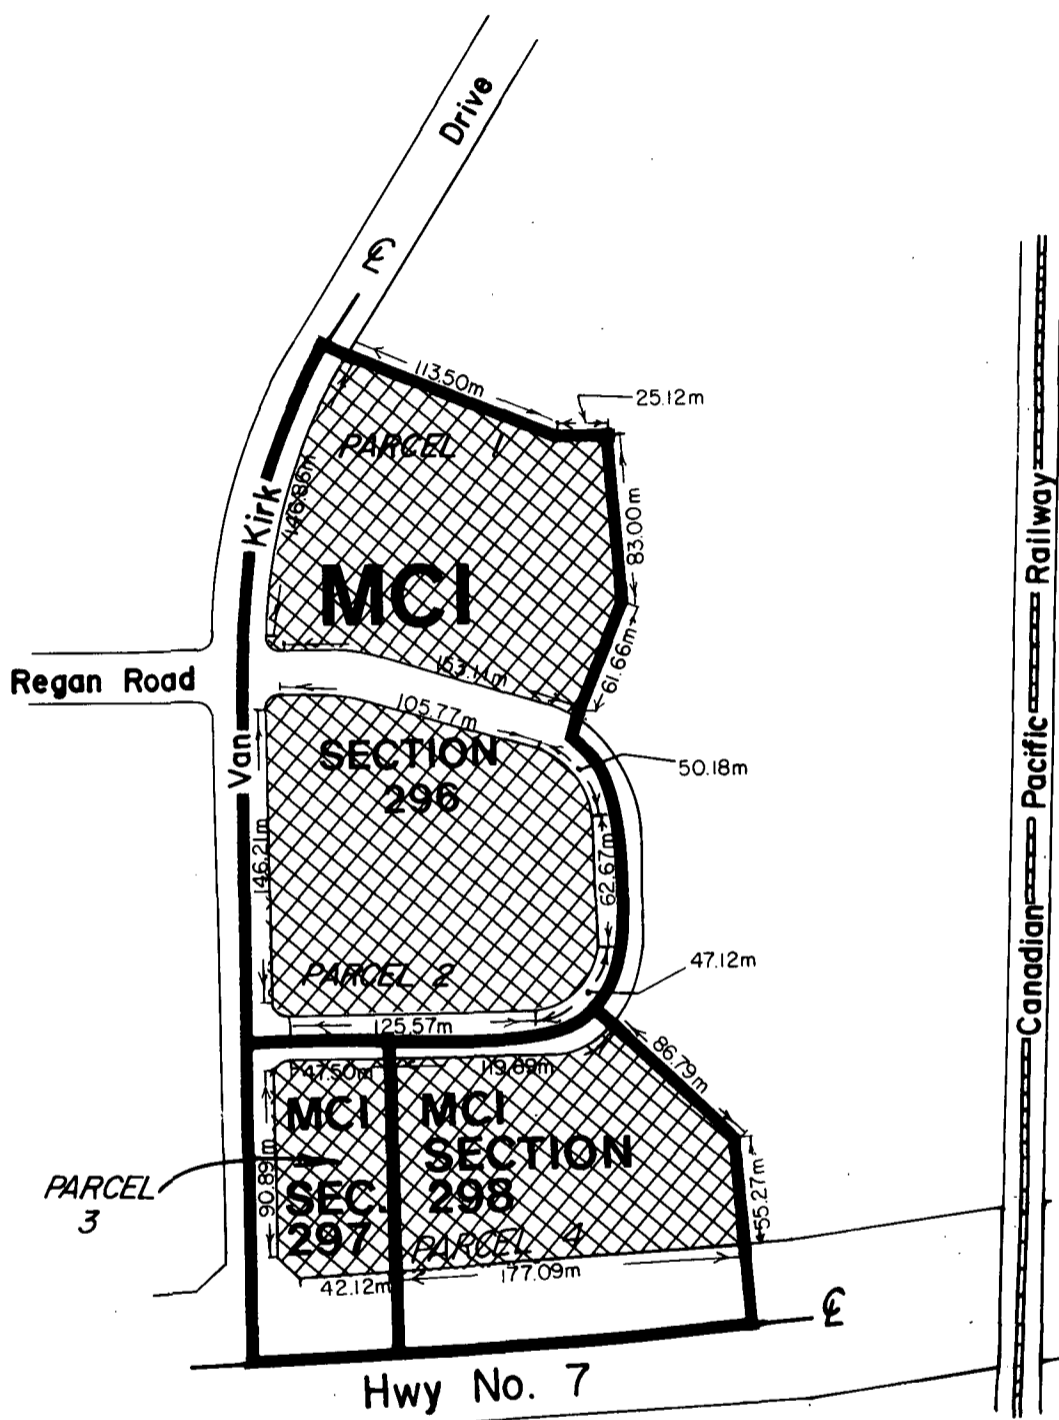 Drive
℄
113.50m
25.12m
PARCEL 1
Kirk
146.86m
83.00m
MCI
Railway
61.66m
153.14m
Regan Road
105.77m
SECTION
296
Van
50.18m
Pacific
146.21m
62.67m
PARCEL 2
47.12m
Canadian
125.57m
86.79m
47.50m
MCI
MCI
SECTION
298
90.89m
PARCEL
3
SEC.
297
55.27m
PARCEL 4
42.12m
177.09m
℄
Hwy No. 7